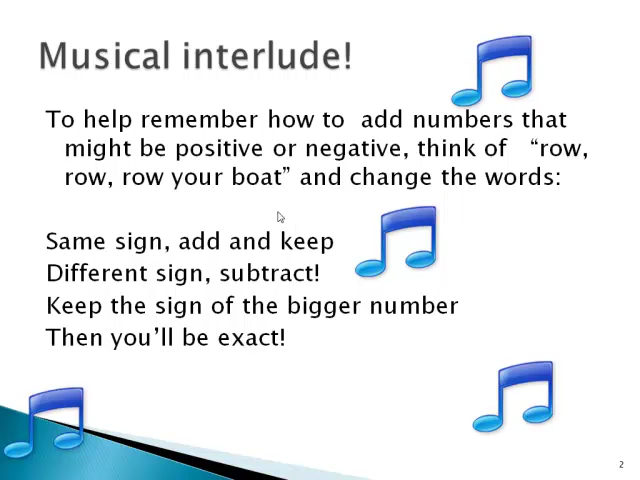 Musical interlude!
To help remember how to  add numbers that
might be positive or negative, think of   “row,
row, row your boat” and change the words:
Same sign, add and keep
Different sign, subtract!
Keep the sign of the bigger number
Then you’ll be exact!
2